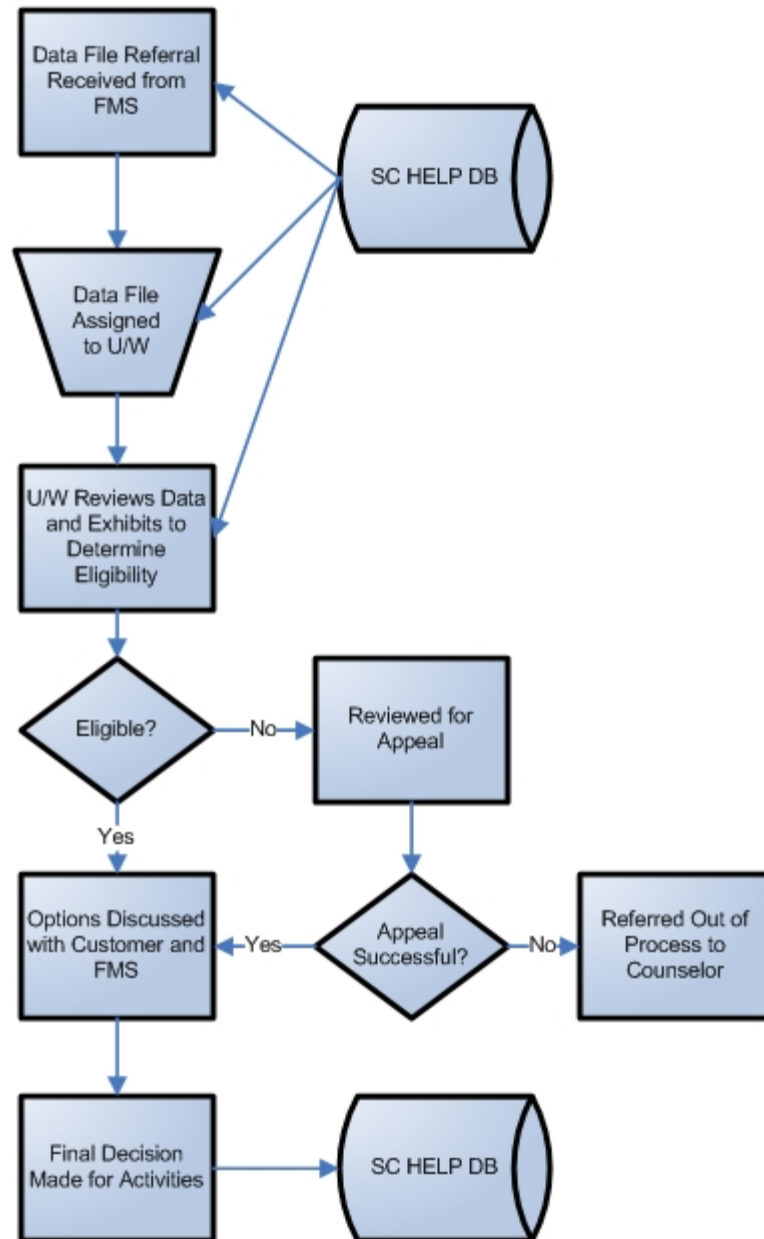 Data File Referral
Received from
FMS
SC HELP DB
Data File
Assigned
to U/W
U/W Reviews Data
and Exhibits to
Determine
Eligibility
Eligible?
No
Reviewed for
Appeal
Yes
Options Discussed
with Customer and
FMS
Yes
Appeal
Successful?
No
Referred Out of
Process to
Counselor
Final Decision
Made for Activities
SC HELP DB